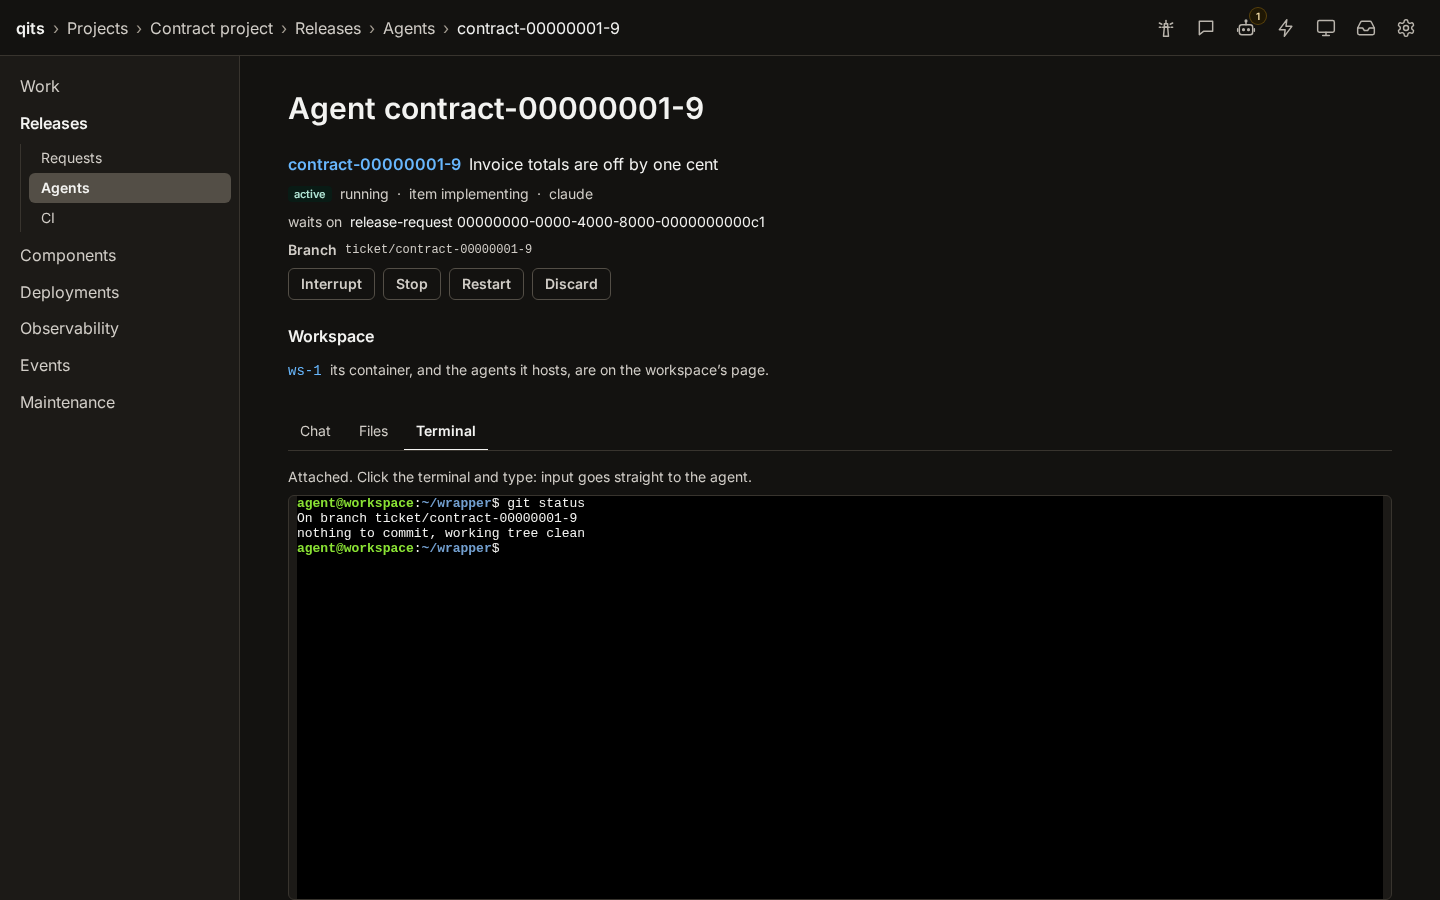 qits › Projects › Contract project › Releases › Agents › contract-00000001-9
1
Work
Releases
Requests
Agents
CI
Components
Deployments
Observability
Events
Maintenance
Agent contract-00000001-9
contract-00000001-9 Invoice totals are off by one cent
active running · item implementing · claude
waits on release-request 00000000-0000-4000-8000-0000000000c1
Branch ticket/contract-00000001-9
Interrupt Stop Restart Discard
Workspace
ws-1 its container, and the agents it hosts, are on the workspace’s page.
Chat Files Terminal
Attached. Click the terminal and type: input goes straight to the agent.
agent@workspace:~/wrapper$ git status
On branch ticket/contract-00000001-9
nothing to commit, working tree clean
agent@workspace:~/wrapper$